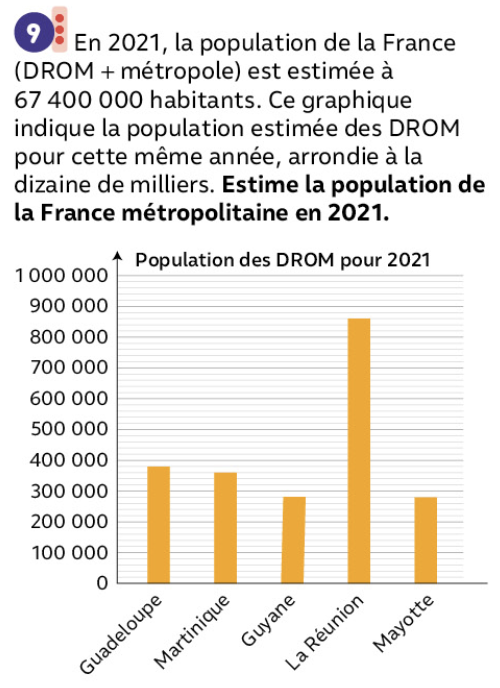 9 En 2021, la population de la France
(DROM + métropole) est estimée à
67 400 000 habitants. Ce graphique
indique la population estimée des DROM
pour cette même année, arrondie à la
dizaine de milliers. Estime la population de
la France métropolitaine en 2021.
Population des DROM pour 2021
1 000 000
900 000
800 000
700 000
600 000
500 000
400 000
300 000
200 000
100 000
0
Guadeloupe
Martinique
Guyane
La Réunion
Mayotte